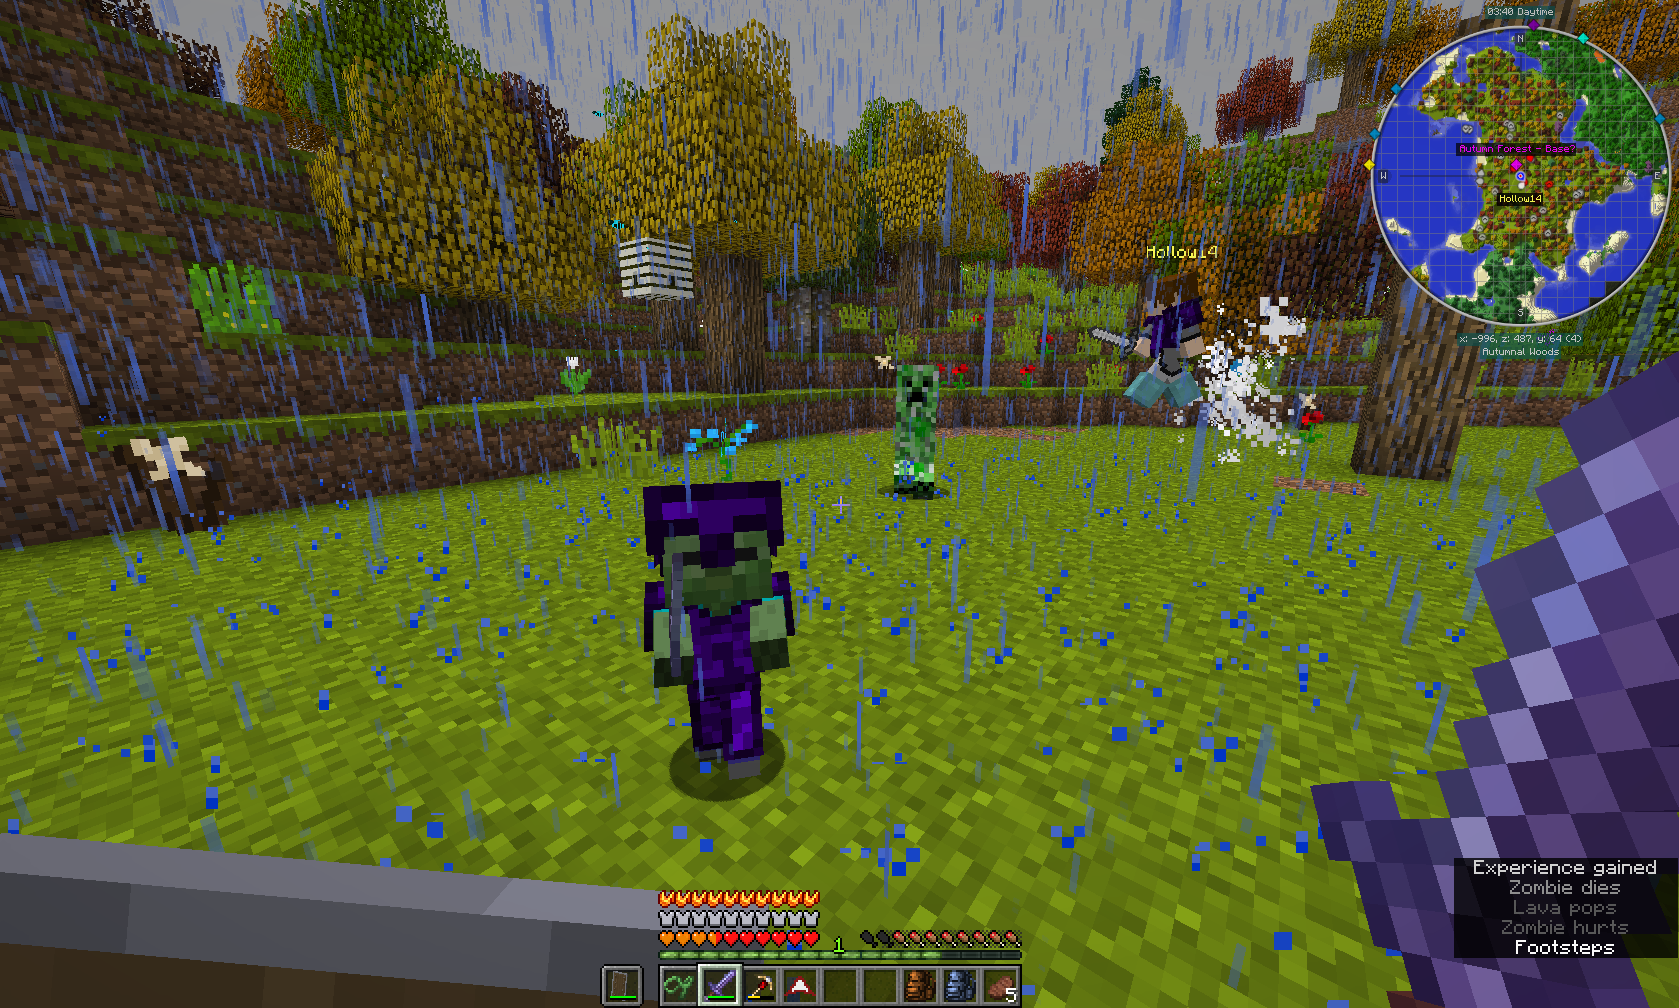 03:40 Daytime
N
Autumn Forest - Base?
W
E
Hollow14
S
x: -996, z: 487, y: 64 (4)
Autumnal Woods
Hollow14
Experience gained
Zombie dies
Lava pops
Zombie hurts
Footsteps
1
5